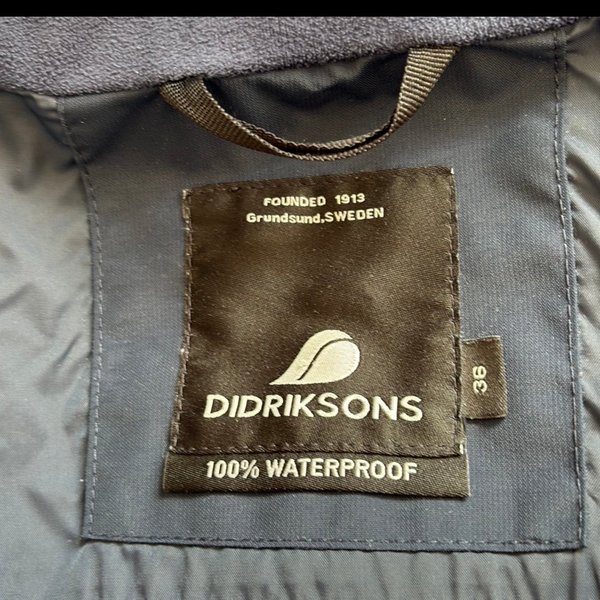 FOUNDED 1913
Grundsund,SWEDEN
DIDRIKSONS
100% WATERPROOF
36